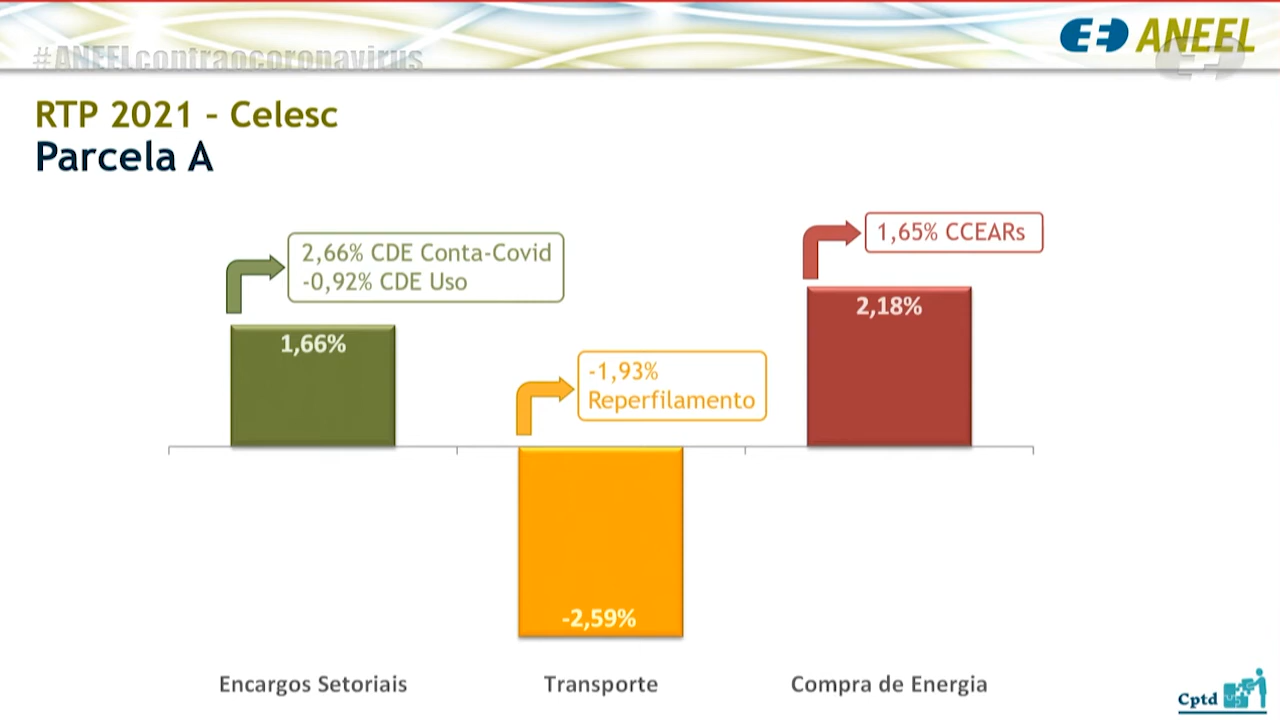 #ANEELcontraocoronavirus
ANEEL
RTP 2021 – Celesc
Parcela A
2,66% CDE Conta-Covid
-0,92% CDE Uso
1,66%
-1,93%
Reperfilamento
-2,59%
1,65% CCEARs
2,18%
Encargos Setoriais
Transporte
Compra de Energia
Cptd